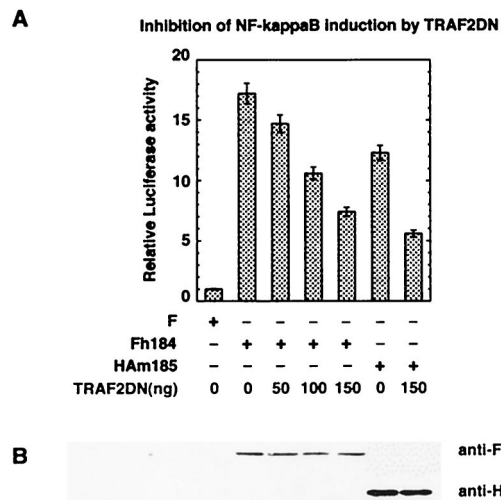 A
Inhibition of NF-kappaB induction by TRAF2DN
Relative Luciferase activity
20
15
10
5
0
F + – – – – – –
Fh184 – + + + + – –
HAm185 – – – – – + +
TRAF2DN(ng) 0 0 50 100 150 0 150
B
anti-F
anti-H